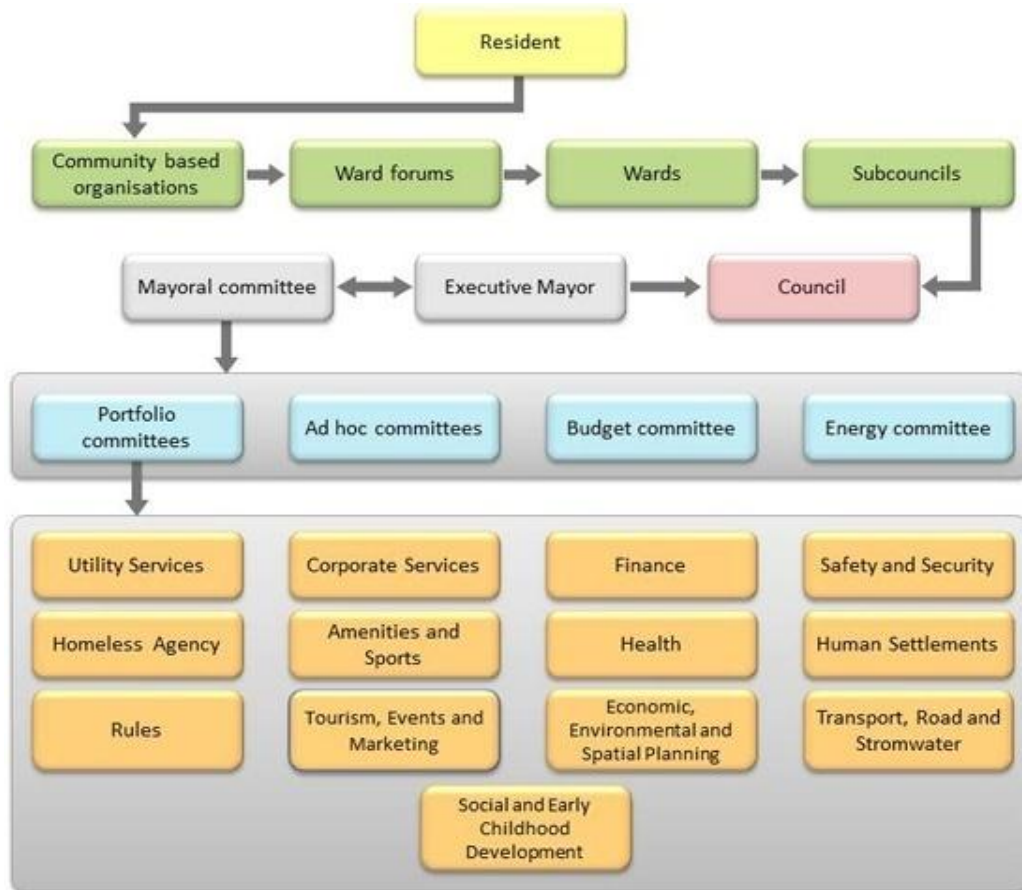 Resident
Community based
organisations
Ward forums
Wards
Subcouncils
Mayoral committee
Executive Mayor
Council
Portfolio
committees
Ad hoc committees
Budget committee
Energy committee
Utility Services
Corporate Services
Finance
Safety and Security
Homeless Agency
Amenities and
Sports
Health
Human Settlements
Rules
Tourism, Events and
Marketing
Economic,
Environmental and
Spatial Planning
Transport, Road and
Stromwater
Social and Early
Childhood
Development